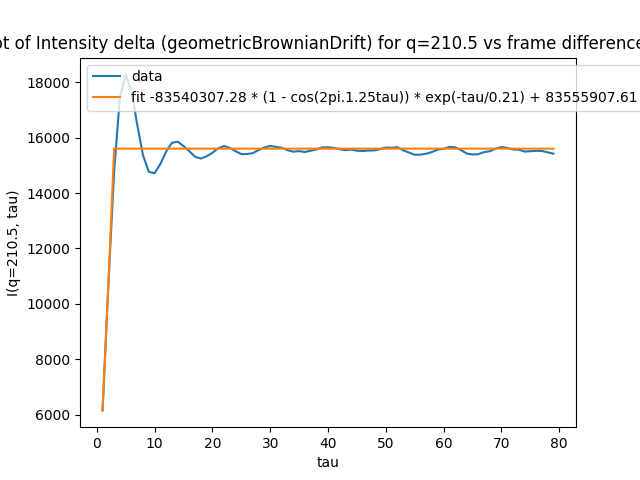 ot of Intensity delta (geometricBrownianDrift) for q=210.5 vs frame difference
data
fit -83540307.28 * (1 - cos(2pi.1.25tau)) * exp(-tau/0.21) + 83555907.61
I(q=210.5, tau)
18000
16000
14000
12000
10000
8000
6000
0 10 20 30 40 50 60 70 80
tau